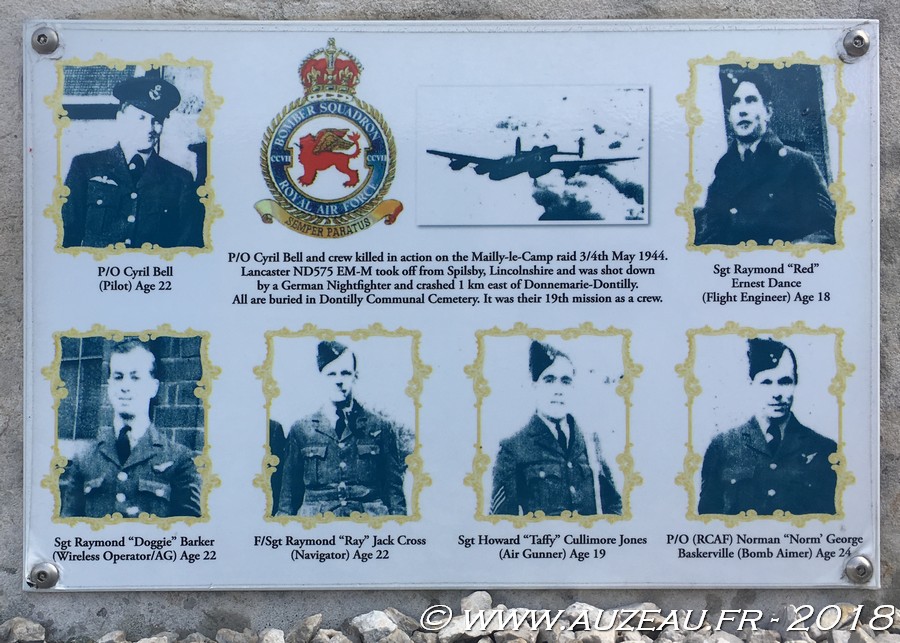 BOMBER SQUADRON
CCVII
CCVII
ROYAL AIR FORCE
SEMPER PARATUS
P/O Cyril Bell
(Pilot) Age 22
P/O Cyril Bell and crew killed in action on the Mailly-le-Camp raid 3/4th May 1944.
Lancaster ND575 EM-M took off from Spilsby, Lincolnshire and was shot down
by a German Nightfighter and crashed 1 km east of Donnemarie-Dontilly.
All are buried in Dontilly Communal Cemetery. It was their 19th mission as a crew.
Sgt Raymond “Red”
Ernest Dance
(Flight Engineer) Age 18
Sgt Raymond “Doggie” Barker
(Wireless Operator/AG) Age 22
F/Sgt Raymond “Ray” Jack Cross
(Navigator) Age 22
Sgt Howard “Taffy” Cullimore Jones
(Air Gunner) Age 19
P/O (RCAF) Norman “Norm’ George
Baskerville (Bomb Aimer) Age 24
© WWW.AUZEAU.FR - 2018